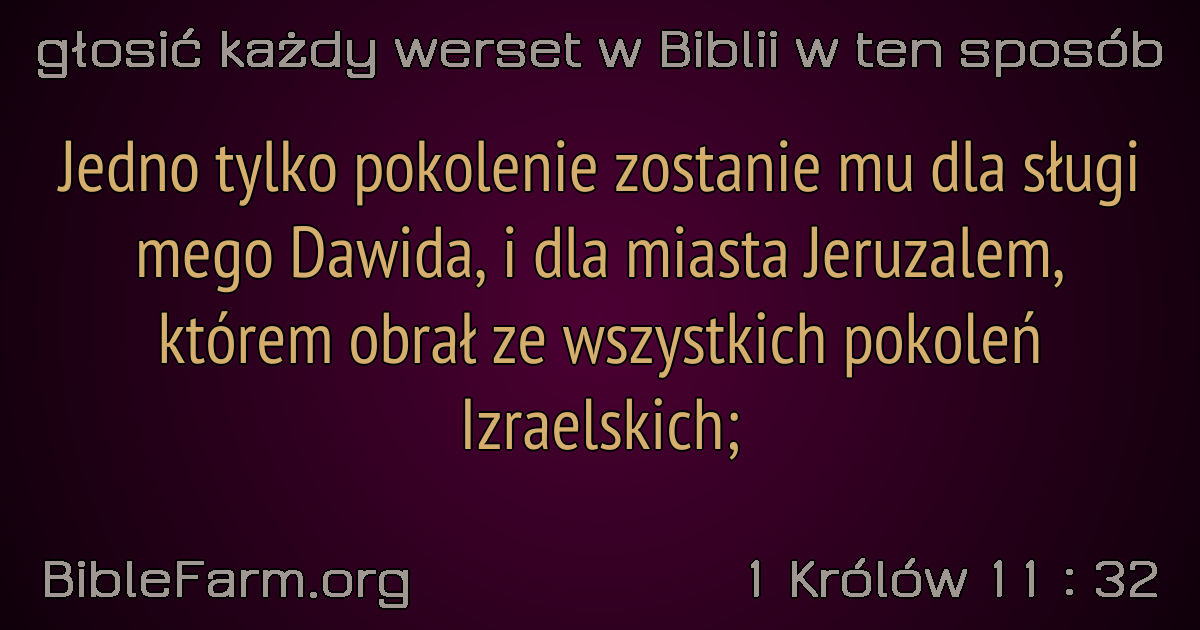 głosić każdy werset w Biblii w ten sposób
Jedno tylko pokolenie zostanie mu dla sługi
mego Dawida, i dla miasta Jeruzalem,
którem obrał ze wszystkich pokoleń
Izraelskich;
BibleFarm.org
1 Królów 11 : 32